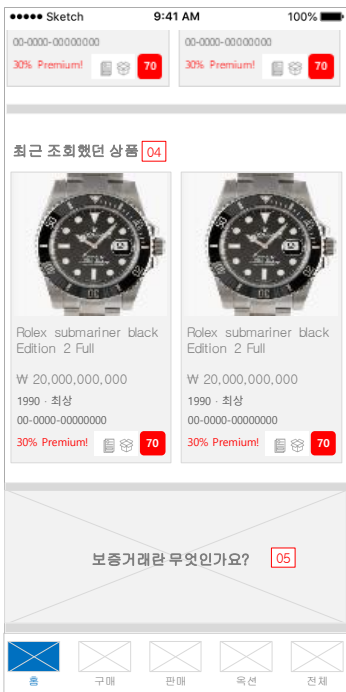 ●●●●● Sketch 9:41 AM 100%
00-0000-00000000 00-0000-00000000
30% Premium! 70 30% Premium! 70
최근 조회했던 상품 04
Rolex submariner black Rolex submariner black
Edition 2 Full Edition 2 Full
₩ 20,000,000,000 ₩ 20,000,000,000
1990 · 최상 1990 · 최상
00-0000-00000000 00-0000-00000000
30% Premium! 70 30% Premium! 70
보증거래란 무엇인가요? 05
홈 구매 판매 옥션 전체